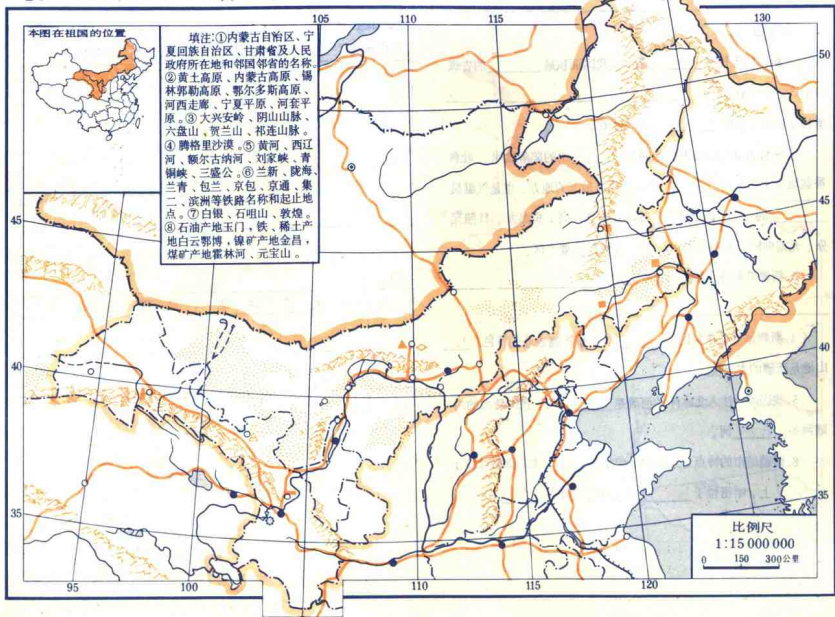 105
110
115
130
本图在祖国的位置
填注:①内蒙古自治区、宁
夏回族自治区、甘肃省及人民
政府所在地和邻国邻省的名称。
②黄土高原、内蒙古高原、锡
林郭勒高原、鄂尔多斯高原、
河西走廊、宁夏平原、河套平
原。③大兴安岭、阴山山脉、
六盘山、贺兰山、祁连山脉。
④腾格里沙漠。⑤黄河、西辽
河、额尔古纳河、刘家峡、青
铜峡、三盛公。⑥兰新、陇海、
兰青、包兰、京包、京通、集
二、滨洲等铁路名称和起止地
点。⑦白银、石咀山、敦煌。
⑧石油产地玉门,铁、稀土产
地白云鄂博,镍矿产地金昌,
煤矿产地霍林河、元宝山。
50
45
45
40
40
35
35
比例尺
1:15 000 000
0 150 300公里
95
100
110
115
120